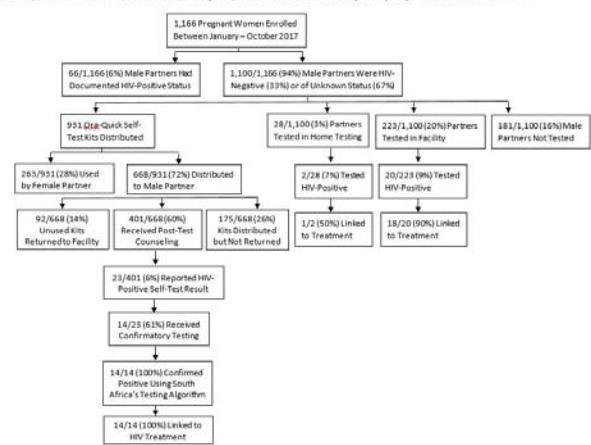 1,166 Pregnant Women Enrolled
Between January – October 2017
66/1,166 (6%) Male Partners Had
Documented HIV-Positive Status
1,100/1,166 (94%) Male Partners Were HIV-
Negative (33%) or of Unknown Status (67%)
931 Ora-Quick Self-
Test Kits Distributed
28/1,100 (3%) Partners
Tested in Home Testing
223/1,100 (20%) Partners
Tested in Facility
181/1,100 (16%) Male
Partners Not Tested
263/931 (28%) Used
by Female Partner
668/931 (72%) Distributed
to Male Partner
2/28 (7%) Tested
HIV-Positive
20/223 (9%) Tested
HIV-Positive
92/668 (14%)
Unused Kits
Returned to Facility
401/668 (60%)
Received Post-Test
Counseling
175/668 (26%)
Kits Distributed
but Not Returned
1/2 (50%) Linked
to Treatment
18/20 (90%) Linked
to Treatment
23/401 (6%) Reported HIV-
Positive Self-Test Result
14/23 (61%) Received
Confirmatory Testing
14/14 (100%) Confirmed
Positive Using South
Africa's Testing Algorithm
14/14 (100%) Linked to
HIV Treatment